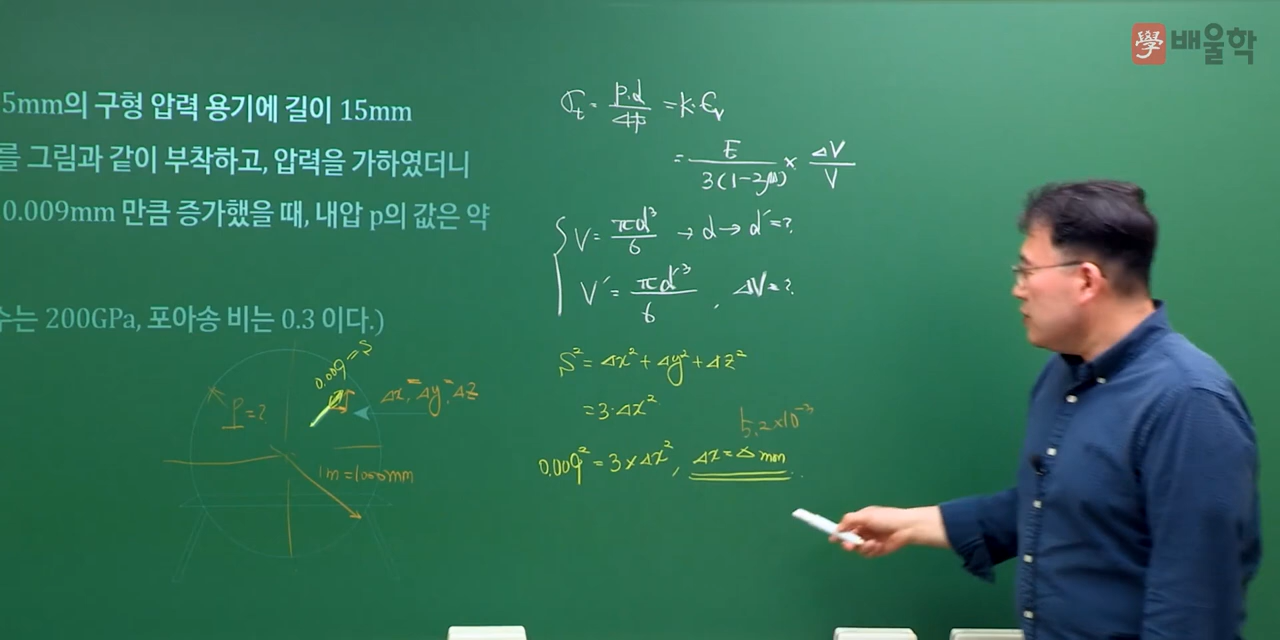 學 배울학
5mm의 구형 압력 용기에 길이 15mm
를 그림과 같이 부착하고, 압력을 가하였더니
0.009mm 만큼 증가했을 때, 내압 p의 값은 약
수는 200GPa, 포아송 비는 0.3 이다.)
σt = P·d/4t = K·εv
= E/3(1-2μ) × ΔV/V
V = πd³/6 → d → d' = ?
V' = πd'³/6 , ΔV = ?
S² = Δx² + Δy² + Δz²
= 3·Δx²
5.2×10⁻³
0.009² = 3×Δx² , Δx = Δ mm
0.009 = S
Δx = Δy = Δz
P = ?
1m = 1000mm